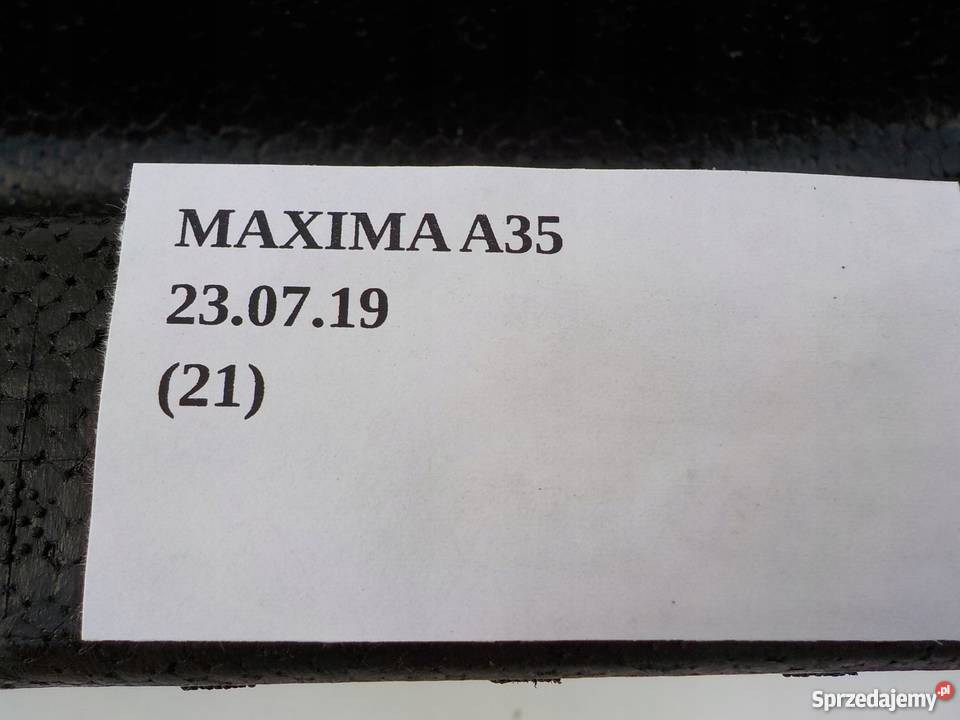 MAXIMA A35
23.07.19
(21)
Sprzedajemy.pl